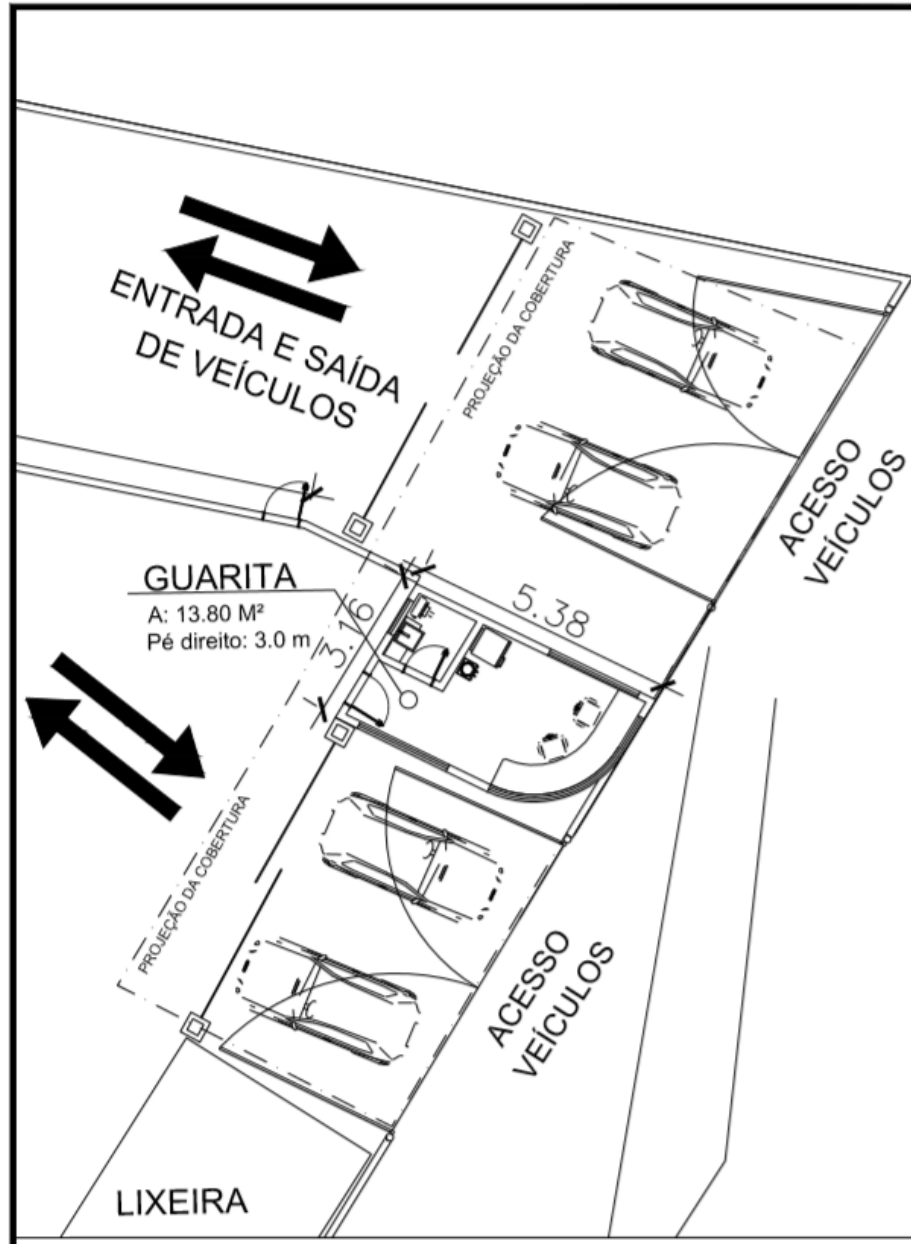 ENTRADA E SAÍDA
DE VEÍCULOS
PROJEÇÃO DA COBERTURA
ACESSO
VEÍCULOS
GUARITA
A: 13.80 M²
Pé direito: 3.0 m
3.16
5.38
PROJEÇÃO DA COBERTURA
ACESSO
VEÍCULOS
LIXEIRA